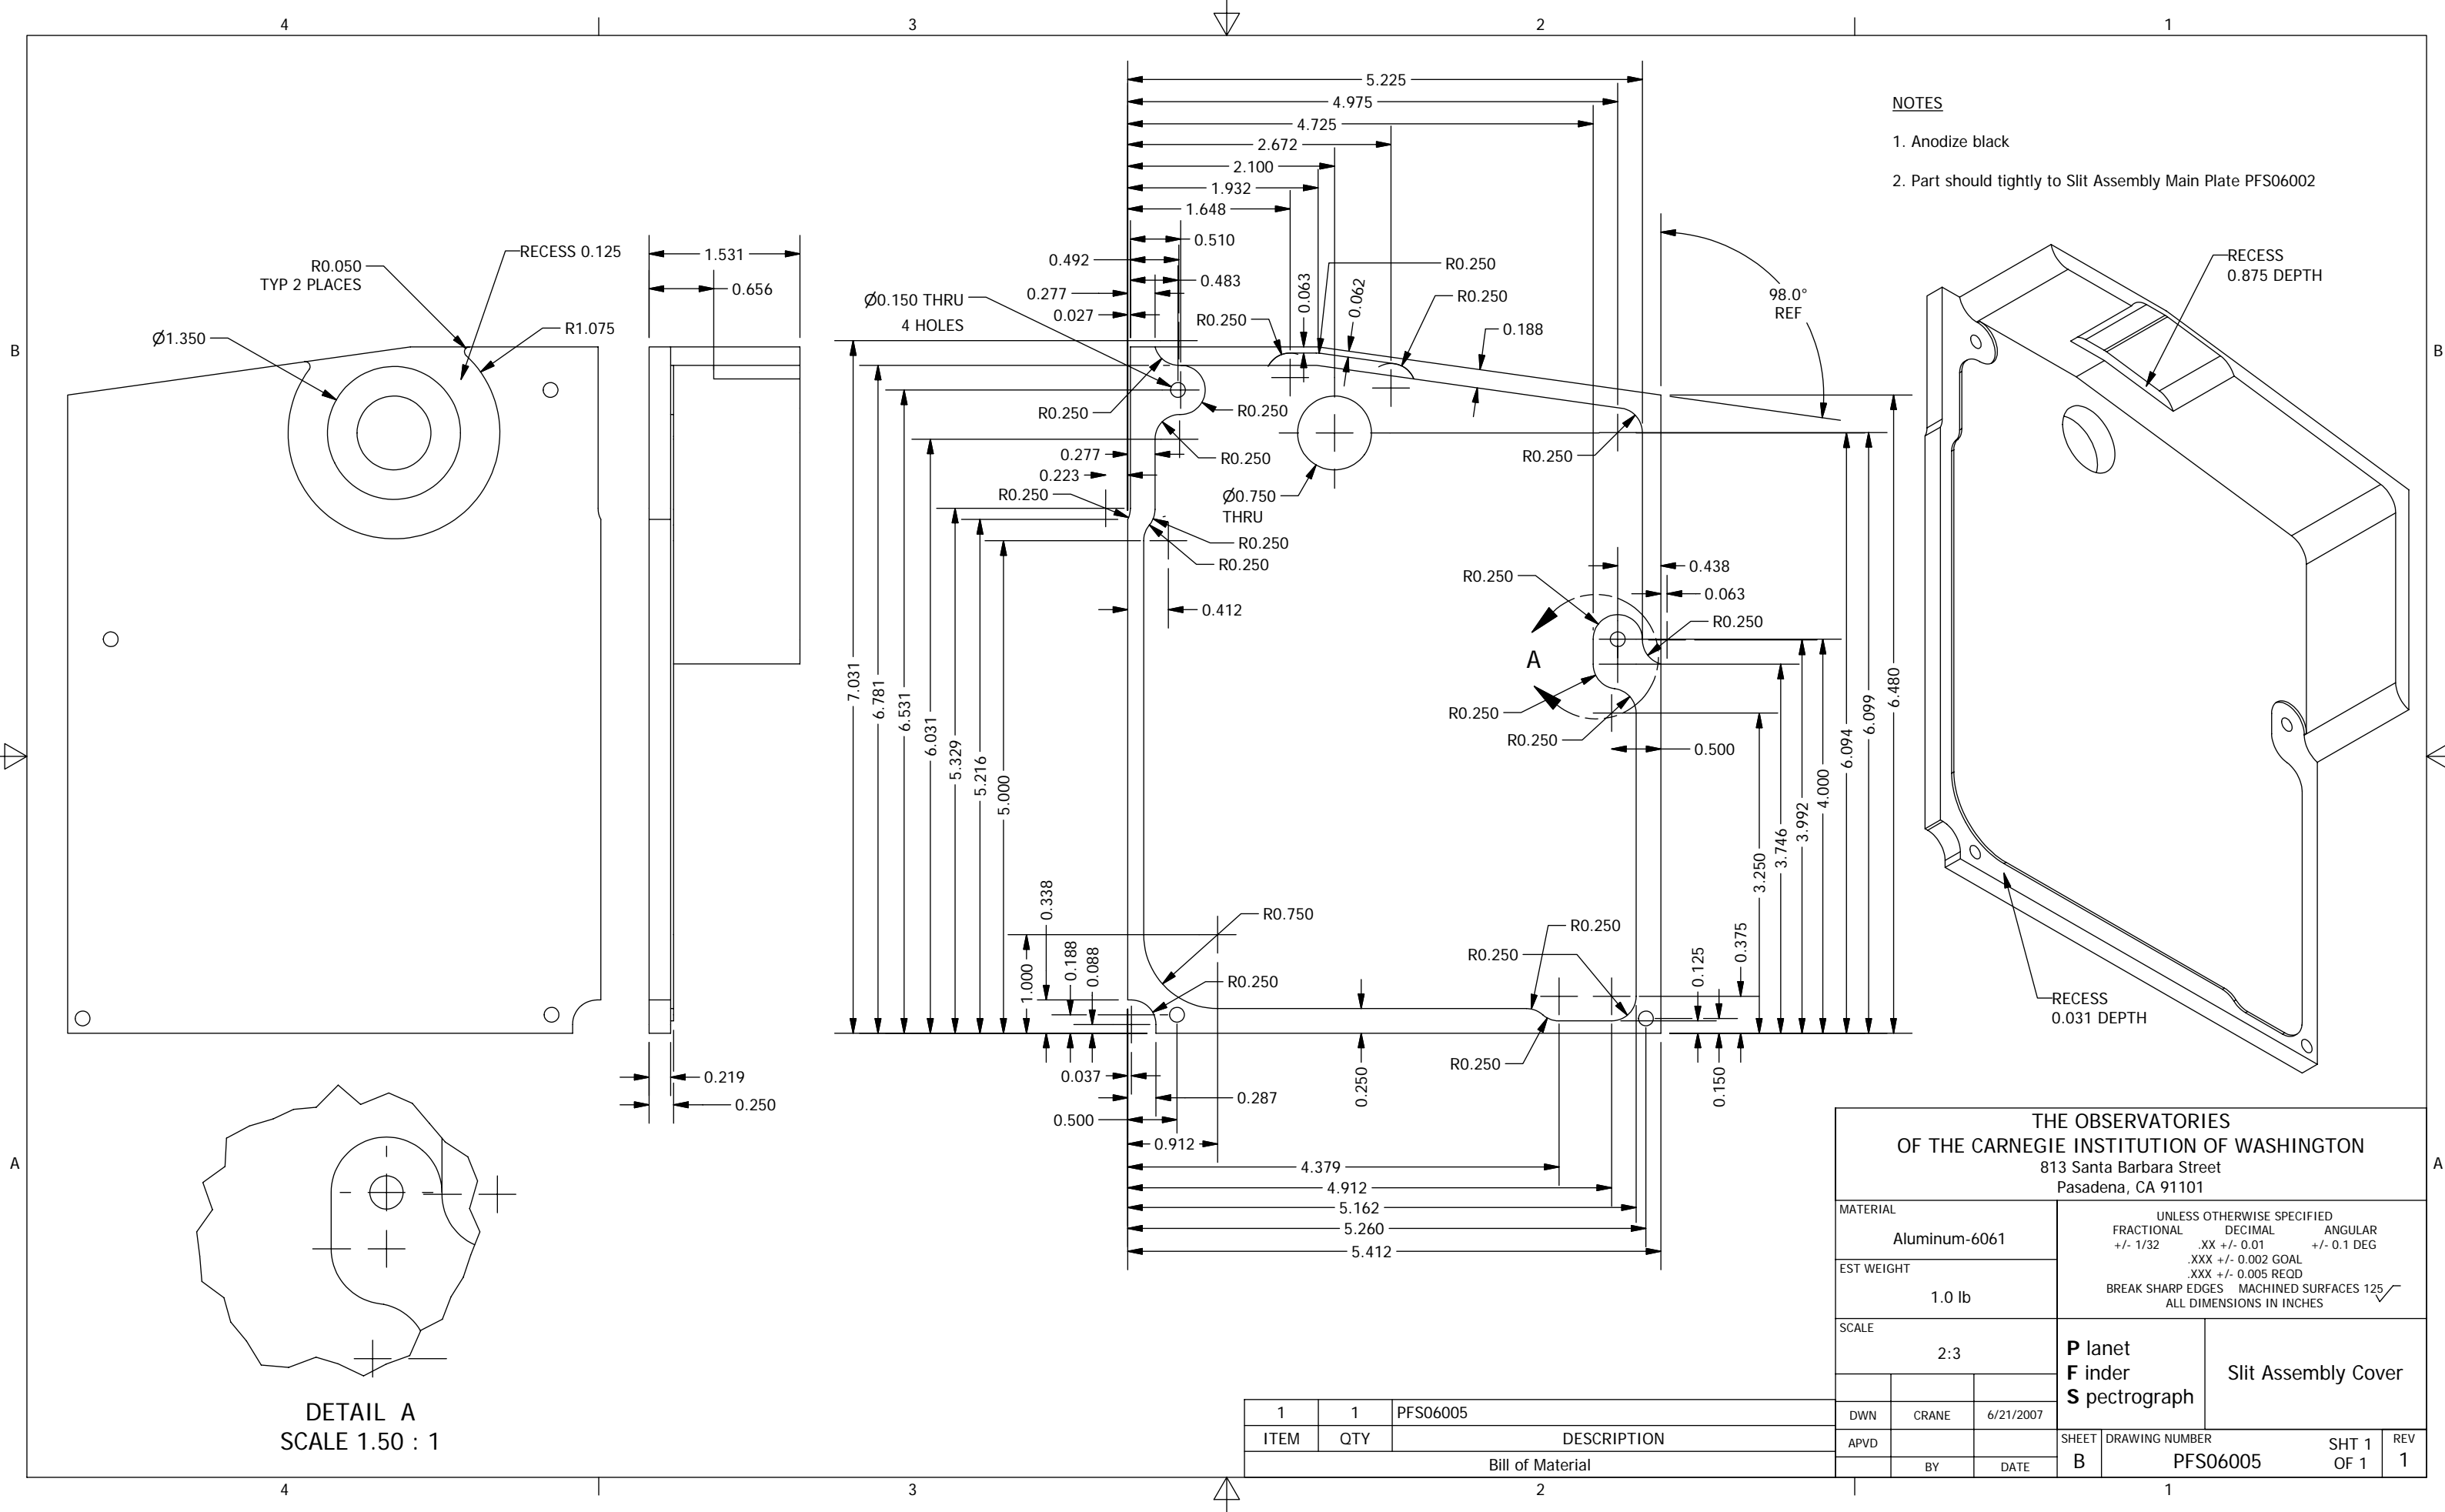 4
3
2
1
B
A
B
A
4
3
2
1
NOTES
1. Anodize black
2. Part should tightly to Slit Assembly Main Plate PFS06002
R0.050
TYP 2 PLACES
RECESS 0.125
R1.075
Ø1.350
1.531
0.656
0.219
0.250
5.225
4.975
4.725
2.672
2.100
1.932
1.648
0.510
0.492
0.483
0.277
0.027
Ø0.150 THRU
4 HOLES
R0.250
0.063
R0.250
0.062
R0.250
0.188
98.0°
REF
R0.250
R0.250
R0.250
R0.250
0.277
0.223
R0.250
Ø0.750
THRU
R0.250
R0.250
0.412
R0.250
0.438
0.063
R0.250
A
R0.250
R0.250
0.500
7.031
6.781
6.531
6.031
5.329
5.216
5.000
1.000
0.338
0.188
0.088
R0.750
R0.250
R0.250
R0.250
R0.250
0.250
0.125
0.150
0.375
3.250
3.746
3.992
4.000
6.094
6.099
6.480
0.037
0.287
0.500
0.912
4.379
4.912
5.162
5.260
5.412
RECESS
0.875 DEPTH
RECESS
0.031 DEPTH
DETAIL A
SCALE 1.50 : 1
1 1 PFS06005
ITEM QTY DESCRIPTION
Bill of Material
THE OBSERVATORIES
OF THE CARNEGIE INSTITUTION OF WASHINGTON
813 Santa Barbara Street
Pasadena, CA 91101
MATERIAL
Aluminum-6061
EST WEIGHT
1.0 lb
SCALE
2:3
UNLESS OTHERWISE SPECIFIED
FRACTIONAL DECIMAL ANGULAR
+/- 1/32 .XX +/- 0.01 +/- 0.1 DEG
.XXX +/- 0.002 GOAL
.XXX +/- 0.005 REQD
BREAK SHARP EDGES MACHINED SURFACES 125
ALL DIMENSIONS IN INCHES
P lanet
F inder
S pectrograph
Slit Assembly Cover
DWN CRANE 6/21/2007
APVD
BY DATE
SHEET
B
DRAWING NUMBER
PFS06005
SHT 1
OF 1
REV
1